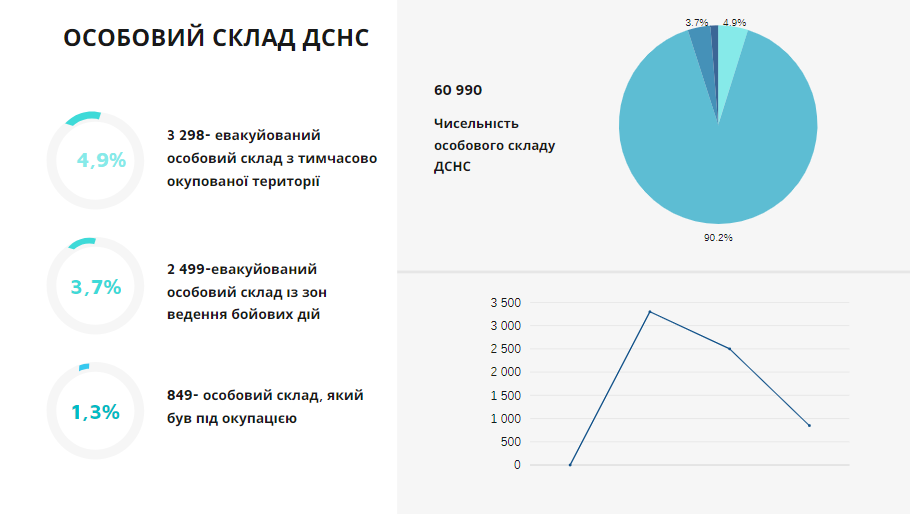 ОСОБОВИЙ СКЛАД ДСНС
4,9%
3 298- евакуйований
особовий склад з тимчасово
окупованої території
3,7%
2 499-евакуйований
особовий склад із зон
ведення бойових дій
1,3%
849- особовий склад, який
був під окупацією
60 990
Чисельність
особового складу
ДСНС
3.7%
4.9%
90.2%
3 500
3 000
2 500
2 000
1 500
1 000
500
0